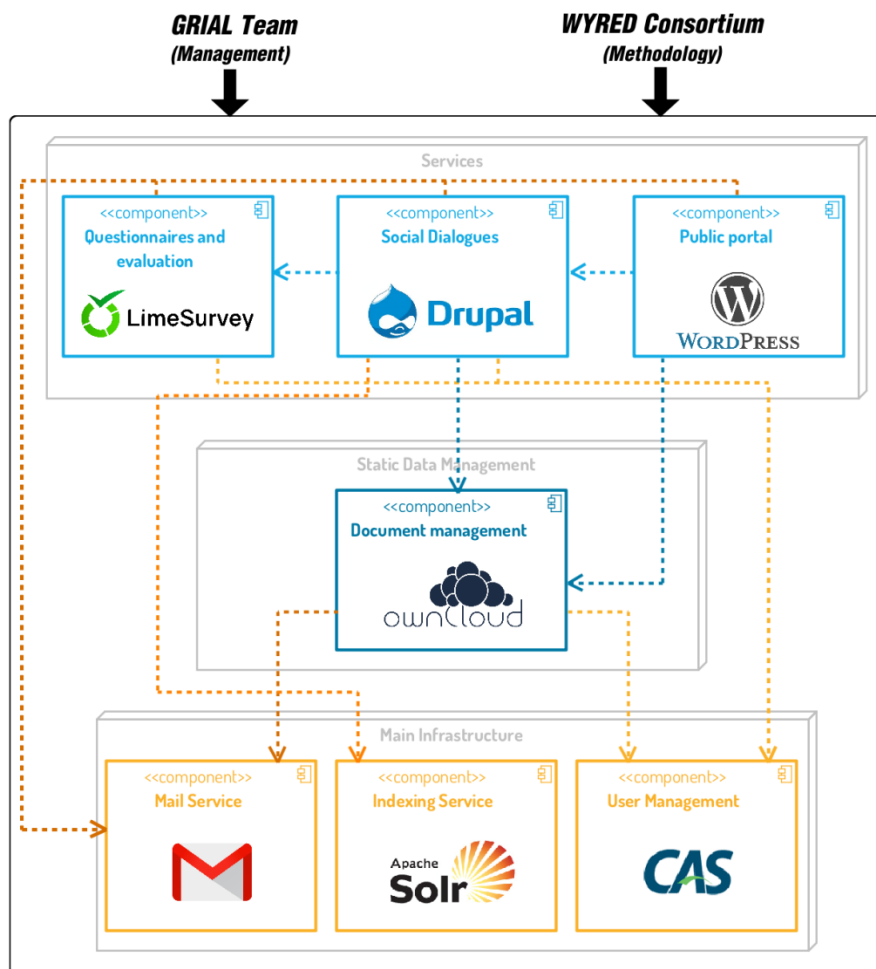 GRIAL Team
(Management)
WYRED Consortium
(Methodology)
Services
<<component>>
Questionnaires and
evaluation
LimeSurvey
<<component>>
Social Dialogues
Drupal
<<component>>
Public portal
W
WORDPRESS
Static Data Management
<<component>>
Document management
ownCloud
Main Infrastructure
<<component>>
Mail Service
<<component>>
Indexing Service
Apache
Solr
<<component>>
User Management
CAS